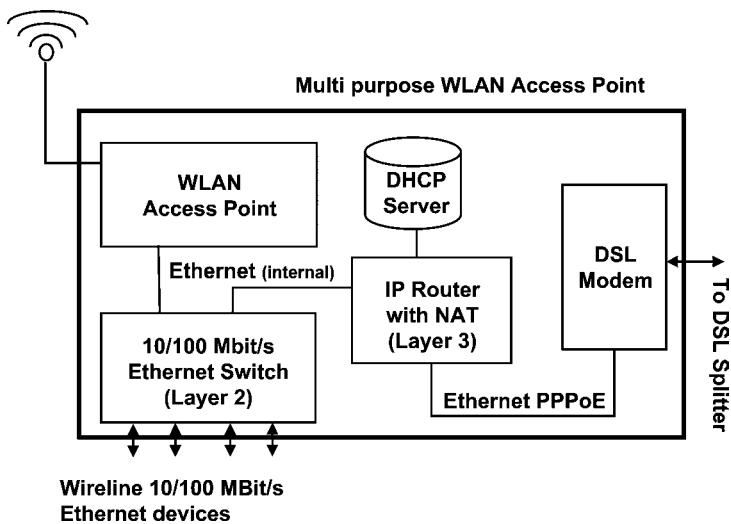 Multi purpose WLAN Access Point
WLAN
Access Point
DHCP
Server
DSL
Modem
To DSL Splitter
Ethernet (internal)
IP Router
with NAT
(Layer 3)
10/100 Mbit/s
Ethernet Switch
(Layer 2)
Ethernet PPPoE
Wireline 10/100 MBit/s
Ethernet devices